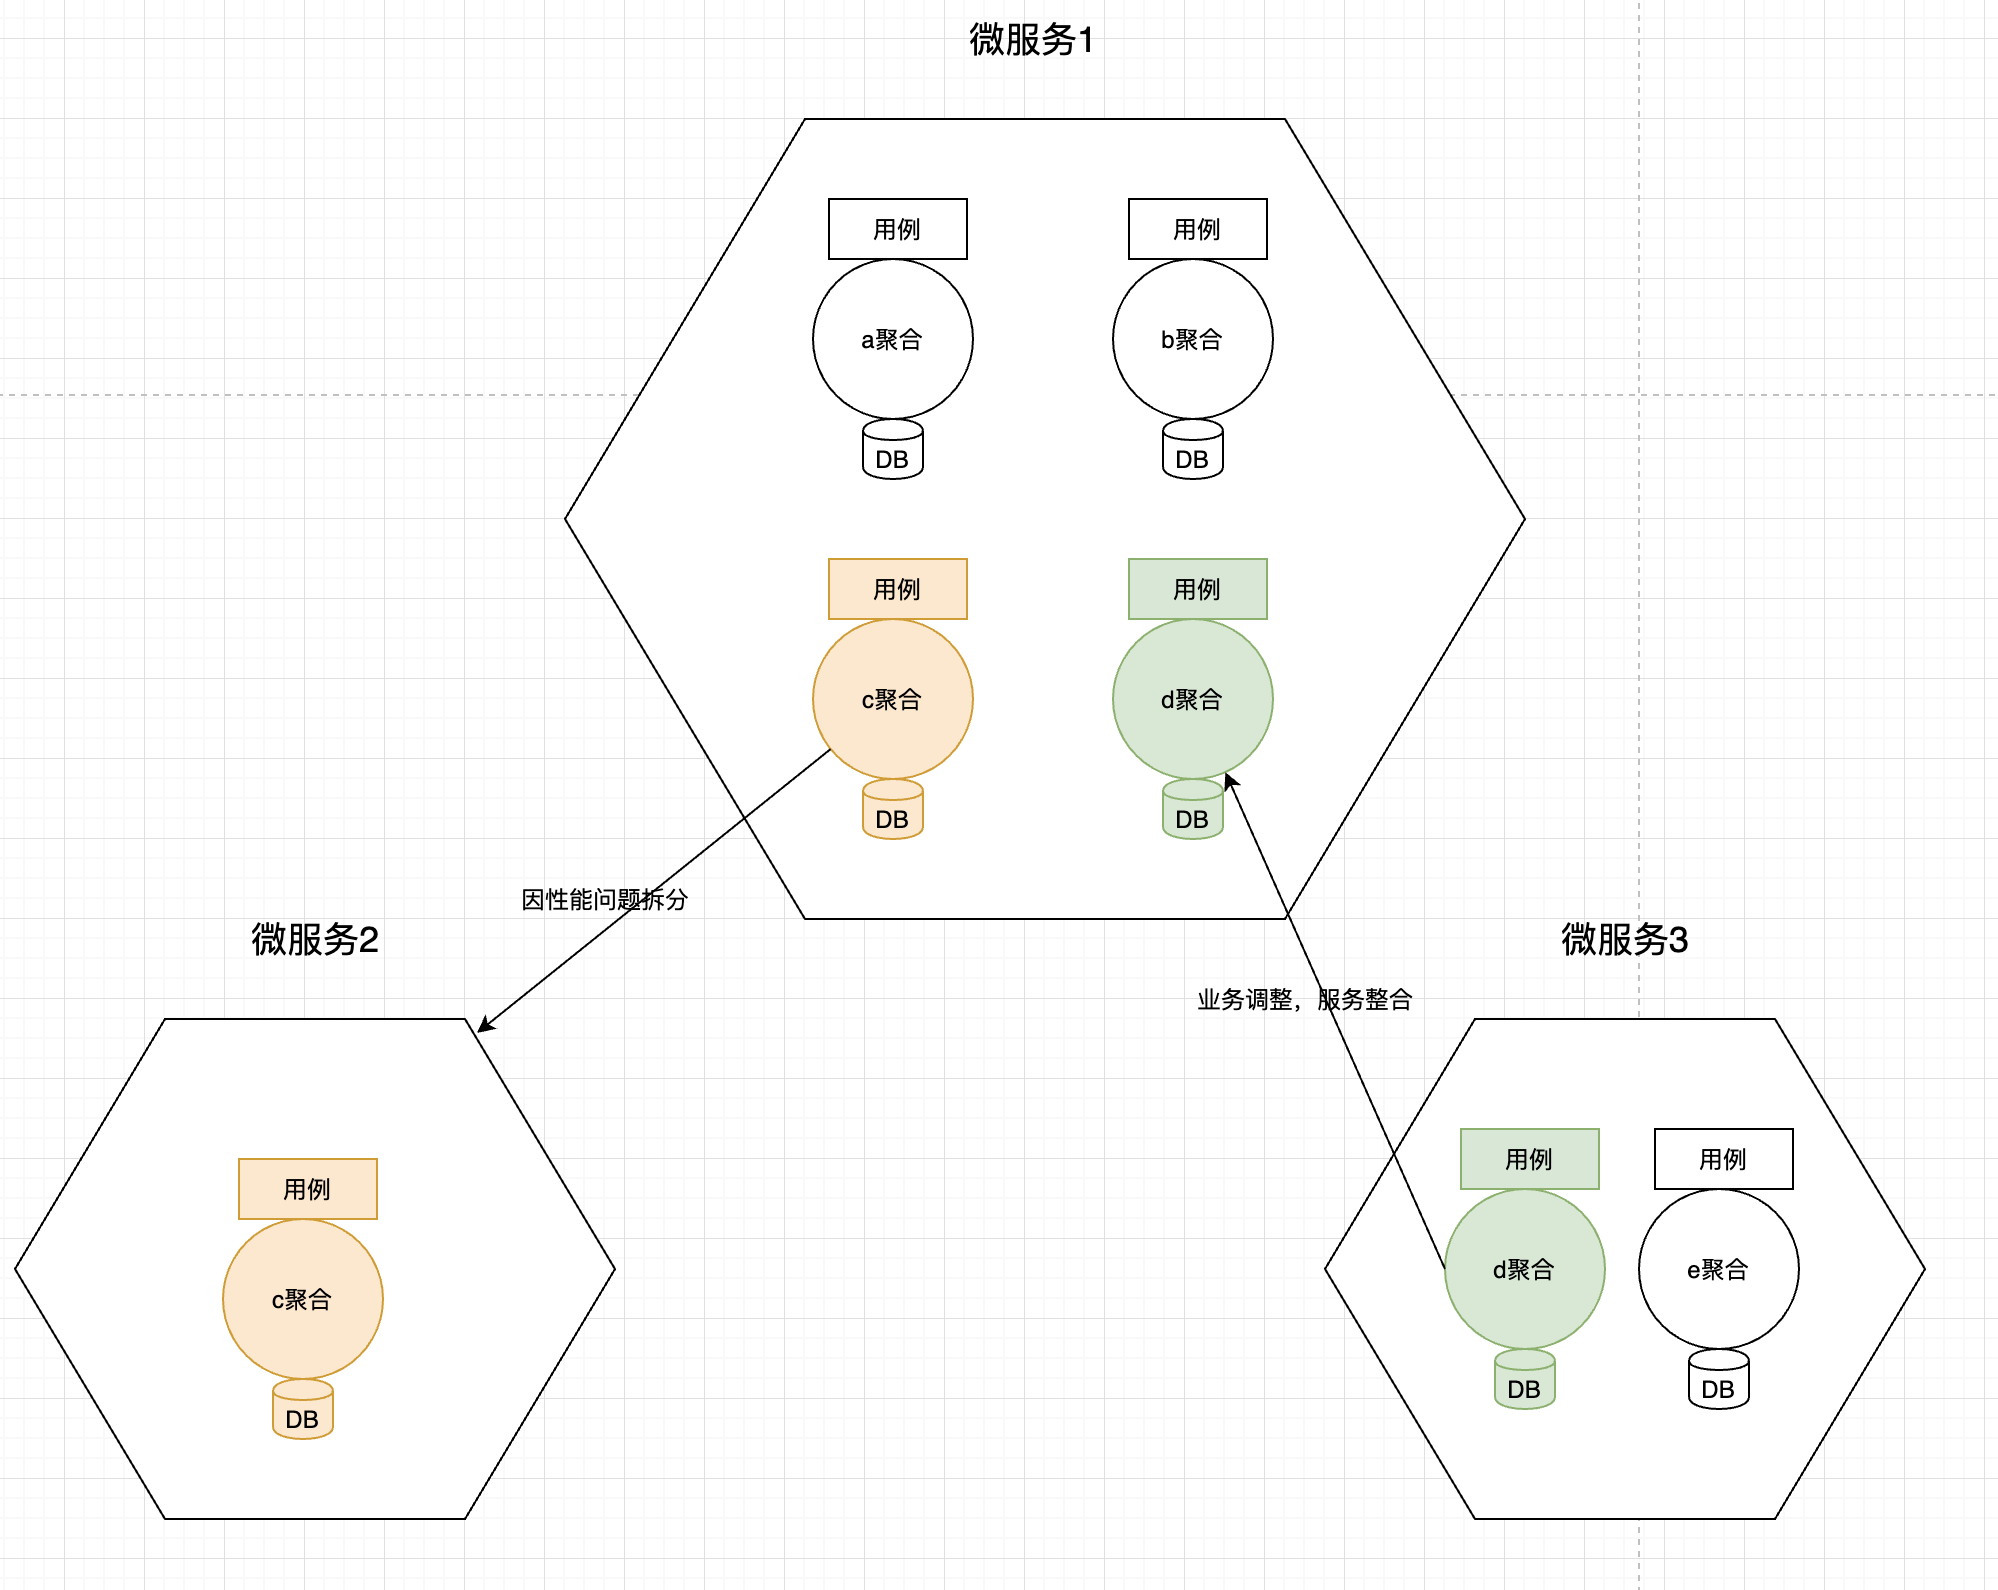 微服务1
用例
用例
a聚合
b聚合
DB
DB
用例
用例
c聚合
d聚合
DB
DB
因性能问题拆分
微服务2
微服务3
业务调整，服务整合
用例
用例
用例
d聚合
e聚合
c聚合
DB
DB
DB